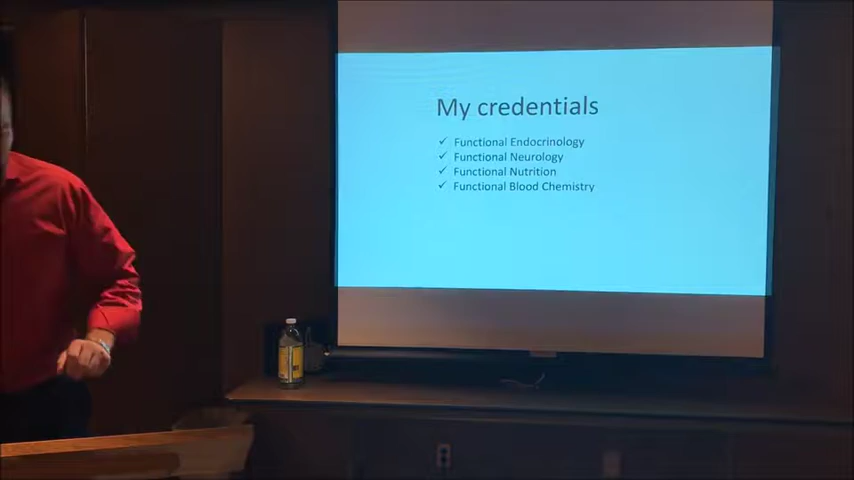 My credentials
✓ Functional Endocrinology
✓ Functional Neurology
✓ Functional Nutrition
✓ Functional Blood Chemistry